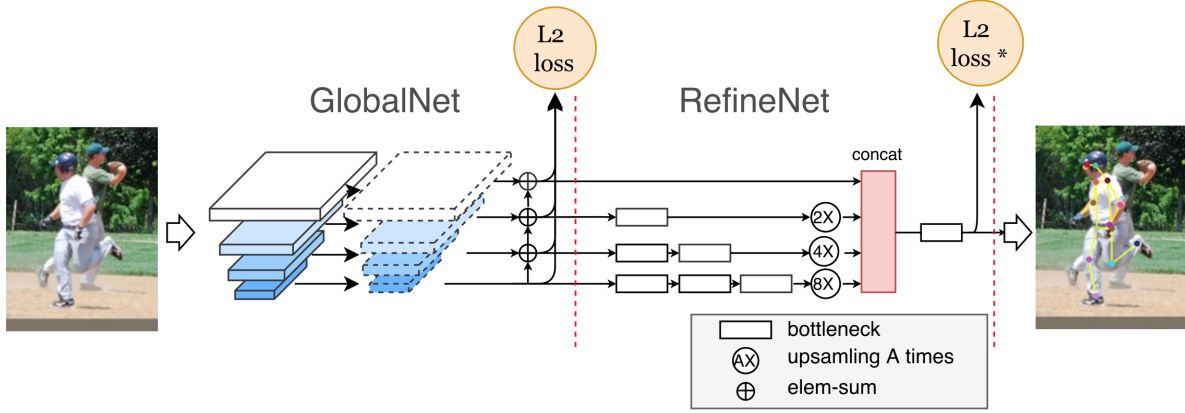 L2
loss
L2
loss *
GlobalNet
RefineNet
concat
2X
4X
8X
bottleneck
AX
upsamling A times
elem-sum